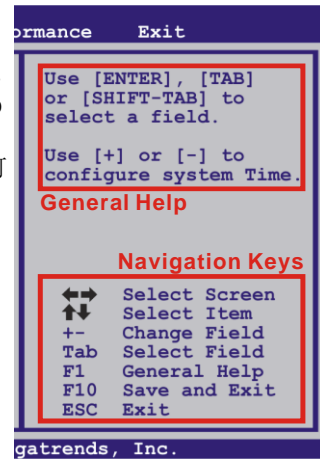 ormance Exit
Use [ENTER], [TAB]
or [SHIFT-TAB] to
select a field.
Use [+] or [-] to
configure system Time.
General Help
Navigation Keys
←→ Select Screen
↑↓ Select Item
+- Change Field
Tab Select Field
F1 General Help
F10 Save and Exit
ESC Exit
gatrends, Inc.